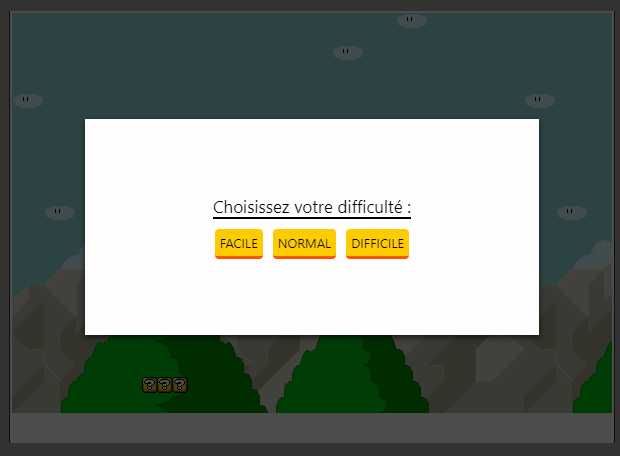 Choisissez votre difficulté :
FACILE NORMAL DIFFICILE
? ? ?